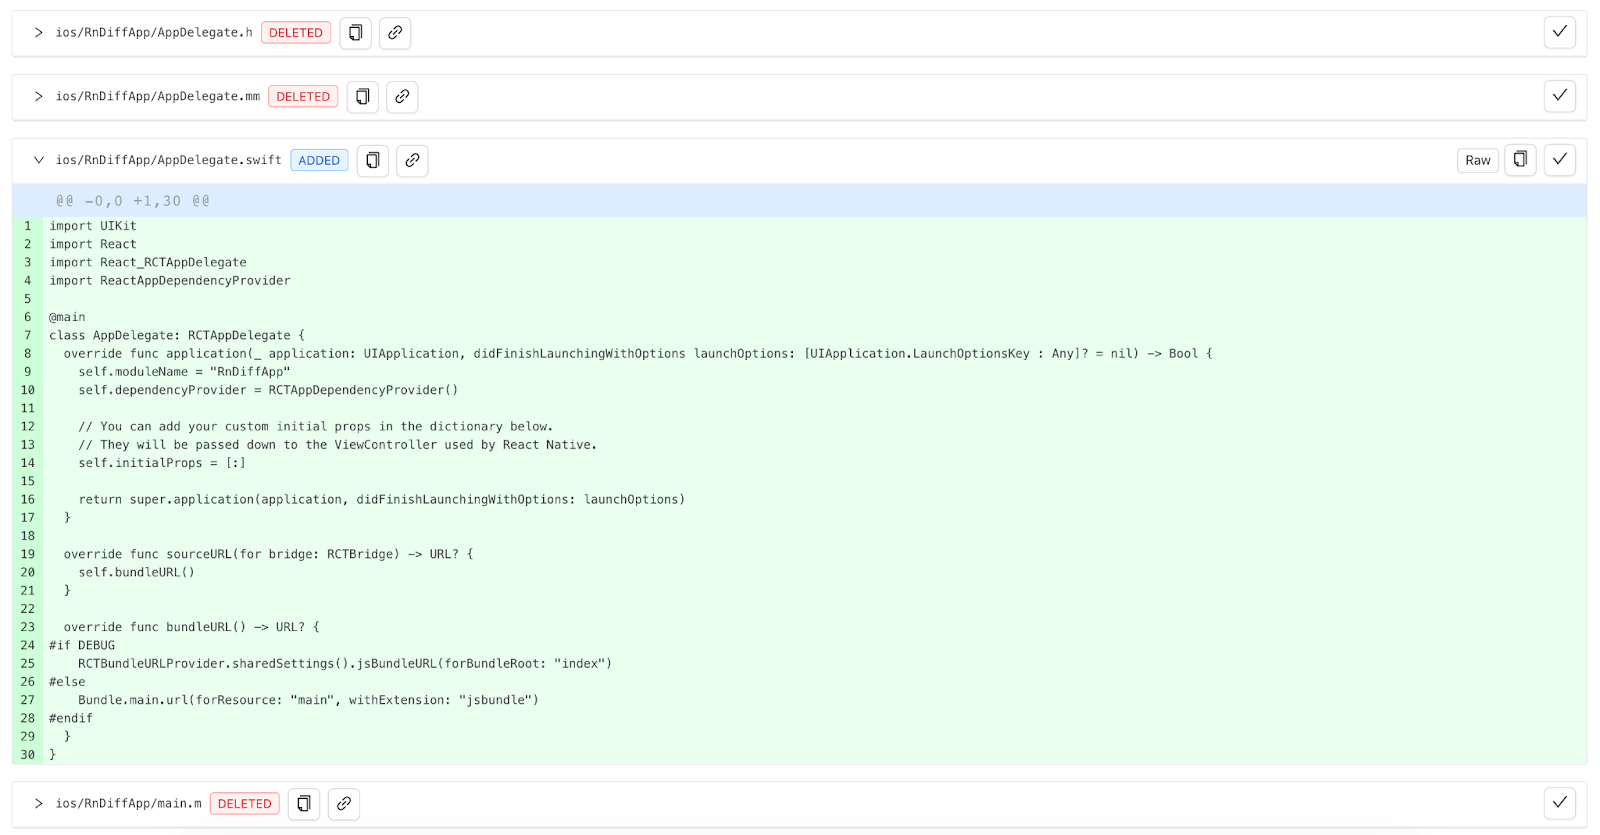 ios/RnDiffApp/AppDelegate.h DELETED
ios/RnDiffApp/AppDelegate.mm DELETED
ios/RnDiffApp/AppDelegate.swift ADDED Raw
@@ -0,0 +1,30 @@
1 import UIKit
2 import React
3 import React_RCTAppDelegate
4 import ReactAppDependencyProvider
5
6 @main
7 class AppDelegate: RCTAppDelegate {
8   override func application(_ application: UIApplication, didFinishLaunchingWithOptions launchOptions: [UIApplication.LaunchOptionsKey : Any]? = nil) -> Bool {
9     self.moduleName = "RnDiffApp"
10     self.dependencyProvider = RCTAppDependencyProvider()
11
12     // You can add your custom initial props in the dictionary below.
13     // They will be passed down to the ViewController used by React Native.
14     self.initialProps = [:]
15
16     return super.application(application, didFinishLaunchingWithOptions: launchOptions)
17   }
18
19   override func sourceURL(for bridge: RCTBridge) -> URL? {
20     self.bundleURL()
21   }
22
23   override func bundleURL() -> URL? {
24 #if DEBUG
25     RCTBundleURLProvider.sharedSettings().jsBundleURL(forBundleRoot: "index")
26 #else
27     Bundle.main.url(forResource: "main", withExtension: "jsbundle")
28 #endif
29   }
30 }
ios/RnDiffApp/main.m DELETED